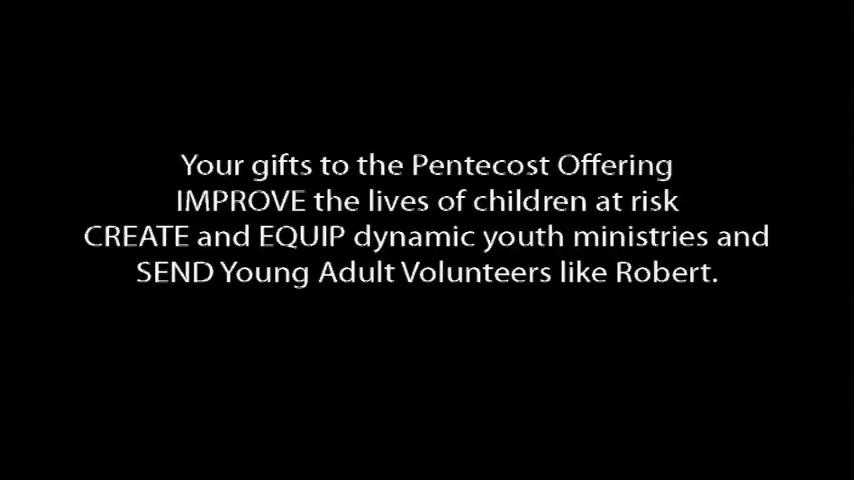 Your gifts to the Pentecost Offering
IMPROVE the lives of children at risk
CREATE and EQUIP dynamic youth ministries and
SEND Young Adult Volunteers like Robert.